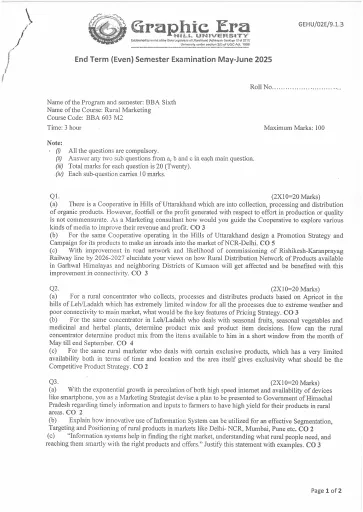 GEHU/02E/9.1.3
Graphic Era
HILL UNIVERSITY
End Term (Even) Semester Examination May-June 2025
Roll No.............................
Name of the Program and semester: BBA Sixth
Name of the Course: Rural Marketing
Course Code: BBA 603 M2
Time: 3 hour Maximum Marks: 100
Note:
(i) All the questions are compulsory.
(ii) Answer any two sub questions from a, b and c in each main question.
(iii) Total marks for each question is 20 (Twenty).
(iv) Each sub-question carries 10 marks.
Q1. (2X10=20 Marks)
(a) There is a Cooperative in Hills of Uttarakhand which are into collection, processing and distribution
of organic products. However, footfall or the profit generated with respect to effort in production or quality
is not commensurate. As a Marketing consultant how would you guide the Cooperative to explore various
kinds of media to improve their revenue and profit. CO 3
(b) For the same Cooperative operating in the Hills of Uttarakhand design a Promotion Strategy and
Campaign for its products to make an inroads into the market of NCR-Delhi. CO 5
(c) With improvement in road network and likelihood of commissioning of Rishikesh-Karanprayag
Railway line by 2026-2027 elucidate your views on how Rural Distribution Network of Products available
in Garhwal Himalayas and neighboring Districts of Kumaon will get affected and be benefited with this
improvement in connectivity. CO 3
Q2. (2X10=20 Marks)
(a) For a rural concentrator who collects, processes and distributes products based on Apricot in the
hills of Leh/Ladakh which has extremely limited window for all the processes due to extreme weather and
poor connectivity to main market, what would be the key features of Pricing Strategy. CO 3
(b) For the same concentrator in Leh/Ladakh who deals with seasonal fruits, seasonal vegetables and
medicinal and herbal plants, determine product mix and product item decisions. How can the rural
concentrator determine product mix from the items available to him in a short window from the month of
May till end September. CO 4
(c) For the same rural marketer who deals with certain exclusive products, which has a very limited
availability both in terms of time and location and the area itself gives exclusivity what should be the
Competitive Product Strategy. CO 2
Q3. (2X10=20 Marks)
(a) With the exponential growth in percolation of both high speed internet and availability of devices
like smartphone, you as a Marketing Strategist devise a plan to be presented to Government of Himachal
Pradesh regarding timely information and inputs to farmers to have high yield for their products in rural
areas. CO 2
(b) Explain how innovative use of Information System can be utilized for an effective Segmentation,
Targeting and Positioning of rural products in markets like Delhi- NCR, Mumbai, Pune etc. CO 2
(c) "Information systems help in finding the right market, understanding what rural people need, and
reaching them smartly with the right products and offers." Justify this statement with examples. CO 3
Page 1 of 2